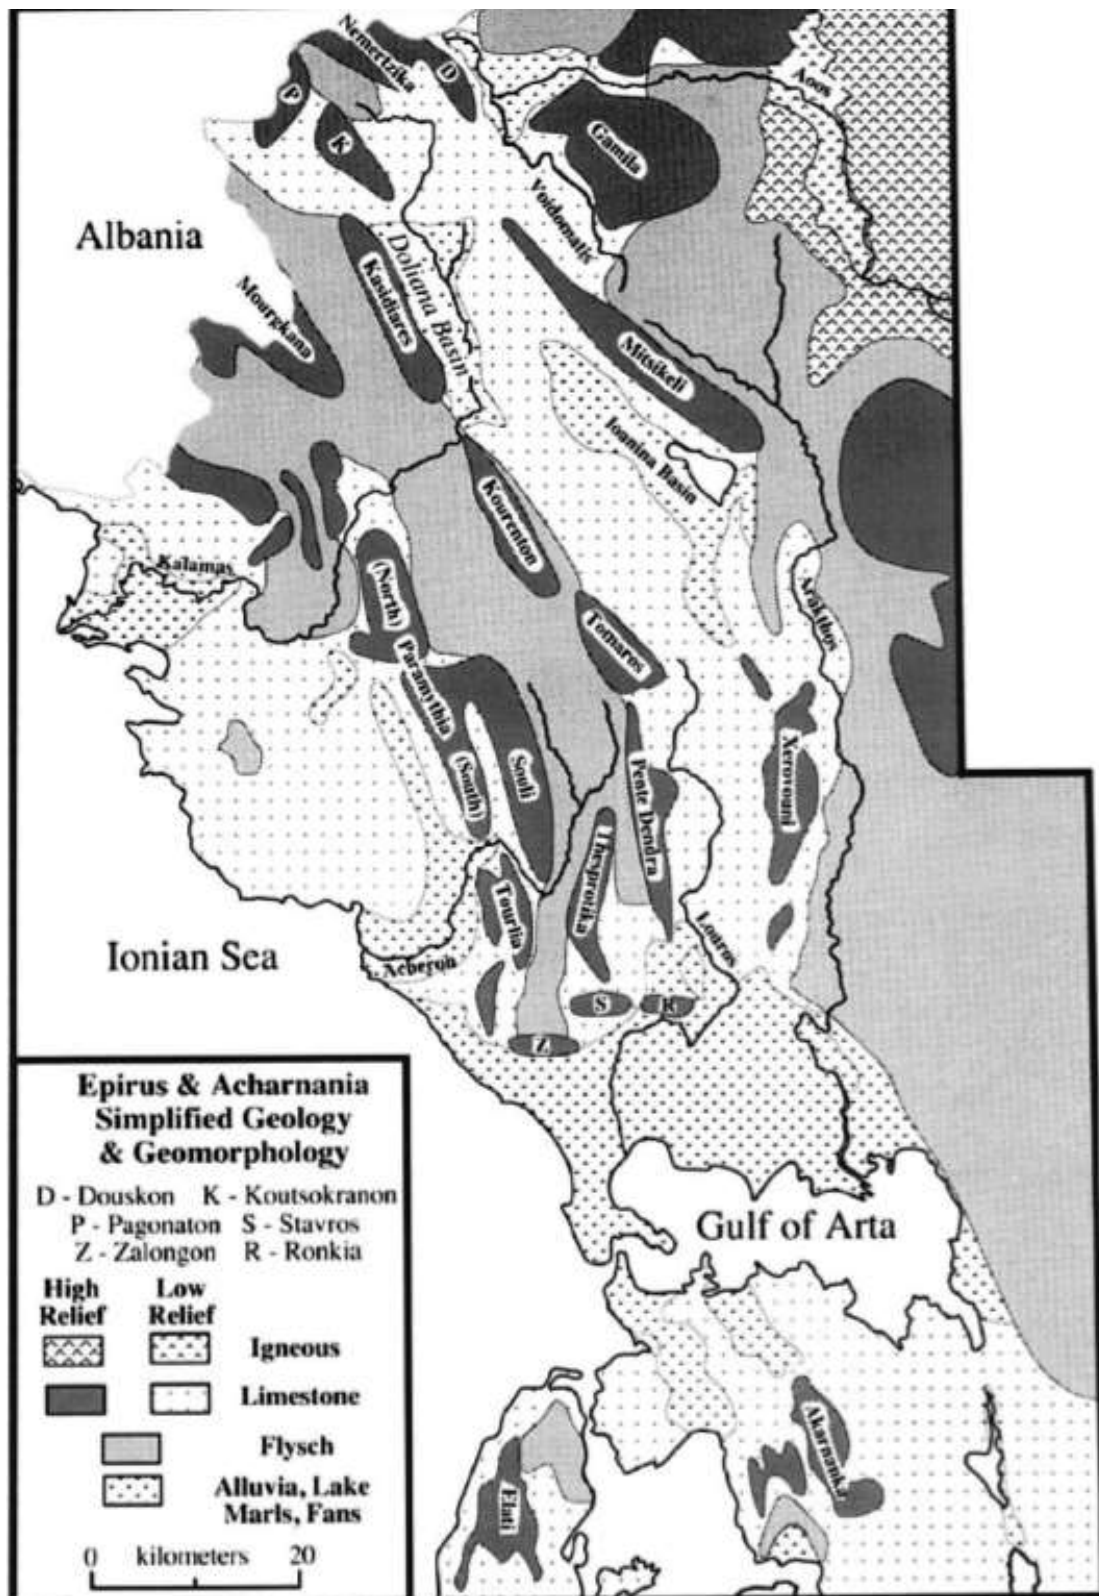 Nemertzika
D
P
K
Aoos
Gamila
Albania
Voidomatis
Doliana Basin
Kasidiares
Mourgkana
Mitsikeli
Ioanina Basin
Kourenton
Kalamas
(North)
Paramythia
(South)
Arakthos
Tomaros
Souli
Xerovouni
Pente Dendra
Thesprotika
Tourlia
Louros
Ionian Sea
Acheron
S
R
Z
Gulf of Arta
Akarnanka
Elati
Epirus & Acharnania
Simplified Geology
& Geomorphology
D - Douskon K - Koutsokranon
P - Pagonaton S - Stavros
Z - Zalongon R - Ronkia
High Relief
Low Relief
Igneous
Limestone
Flysch
Alluvia, Lake
Marls, Fans
0 kilometers 20